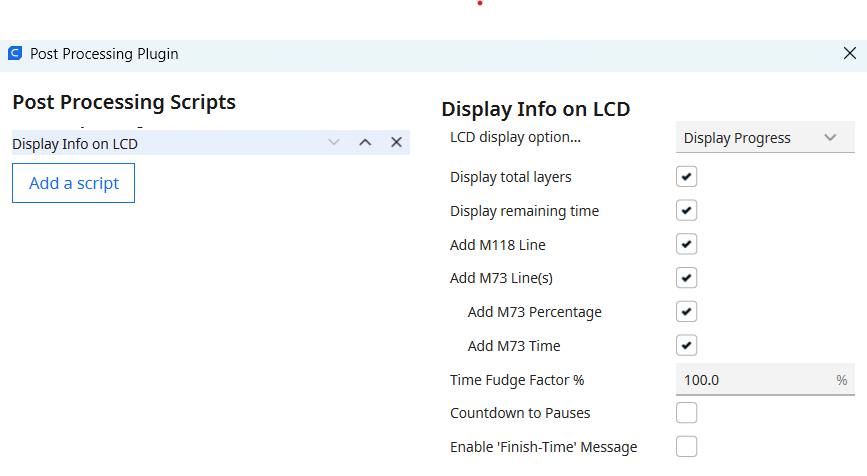 Post Processing Plugin
Post Processing Scripts
Display Info on LCD
Add a script
Display Info on LCD
LCD display option...
Display Progress
Display total layers
Display remaining time
Add M118 Line
Add M73 Line(s)
Add M73 Percentage
Add M73 Time
Time Fudge Factor %
100.0 %
Countdown to Pauses
Enable 'Finish-Time' Message